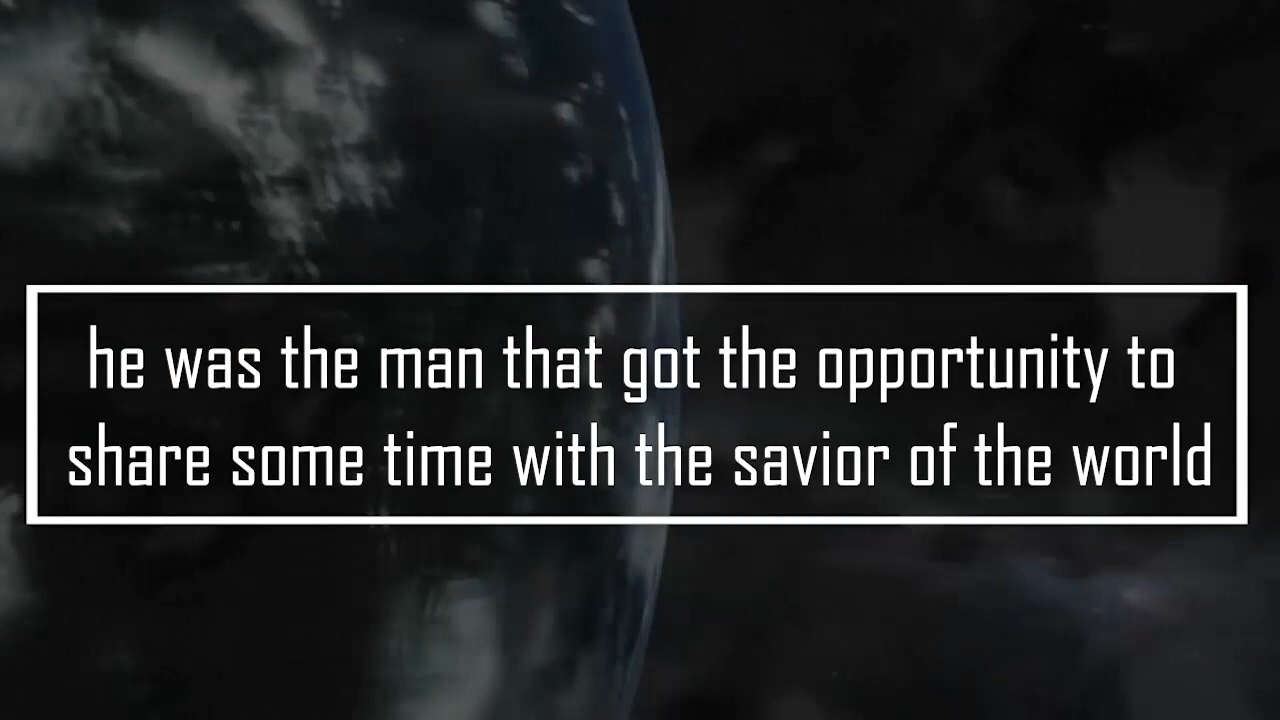 he was the man that got the opportunity to
share some time with the savior of the world